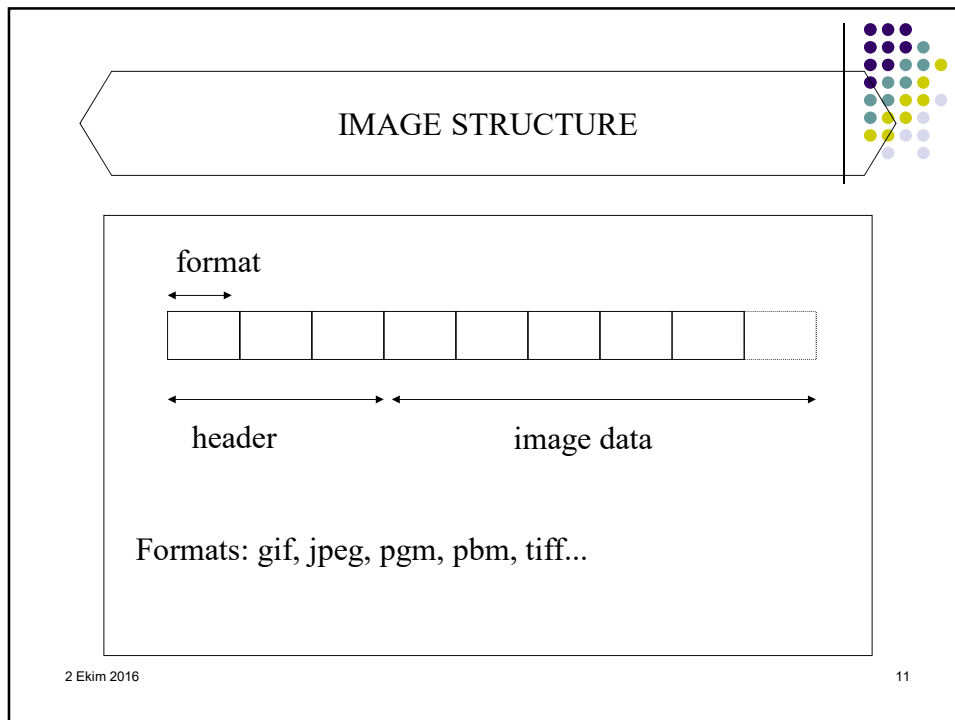 IMAGE STRUCTURE
format
header image data
Formats: gif, jpeg, pgm, pbm, tiff...
2 Ekim 2016 11